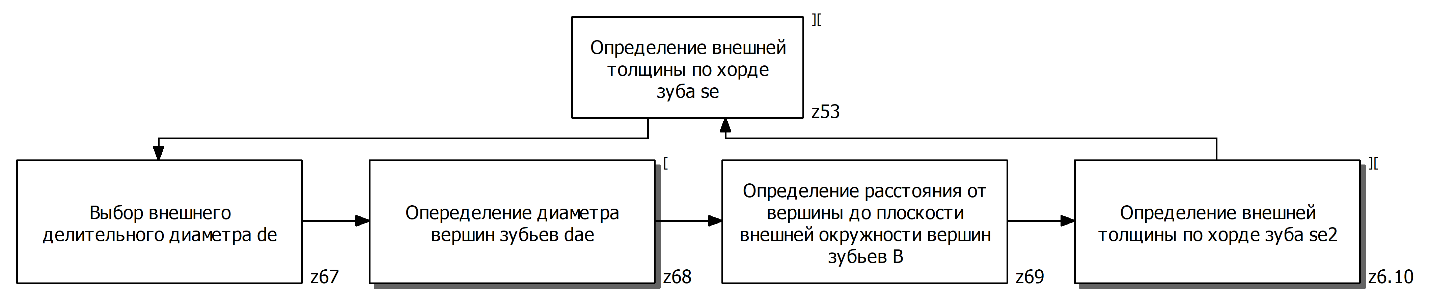 ][
Определение внешней
толщины по хорде
зуба se
z53
Выбор внешнего
делительного диаметра de
z67
[
Опеределение диаметра
вершин зубьев dae
z68
Определение расстояния от
вершины до плоскости
внешней окружности вершин
зубьев B
z69
][
Определение внешней
толщины по хорде зуба se2
z6.10